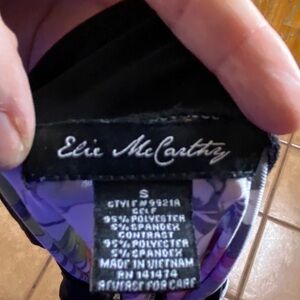 Elie McCarthy
S
STYLE # 9921A
SELF
95% POLYESTER
5% SPANDEX
CONTRAST
95% POLYESTER
5% SPANDEX
MADE IN VIETNAM
RN 141474
REVERSE FOR CARE